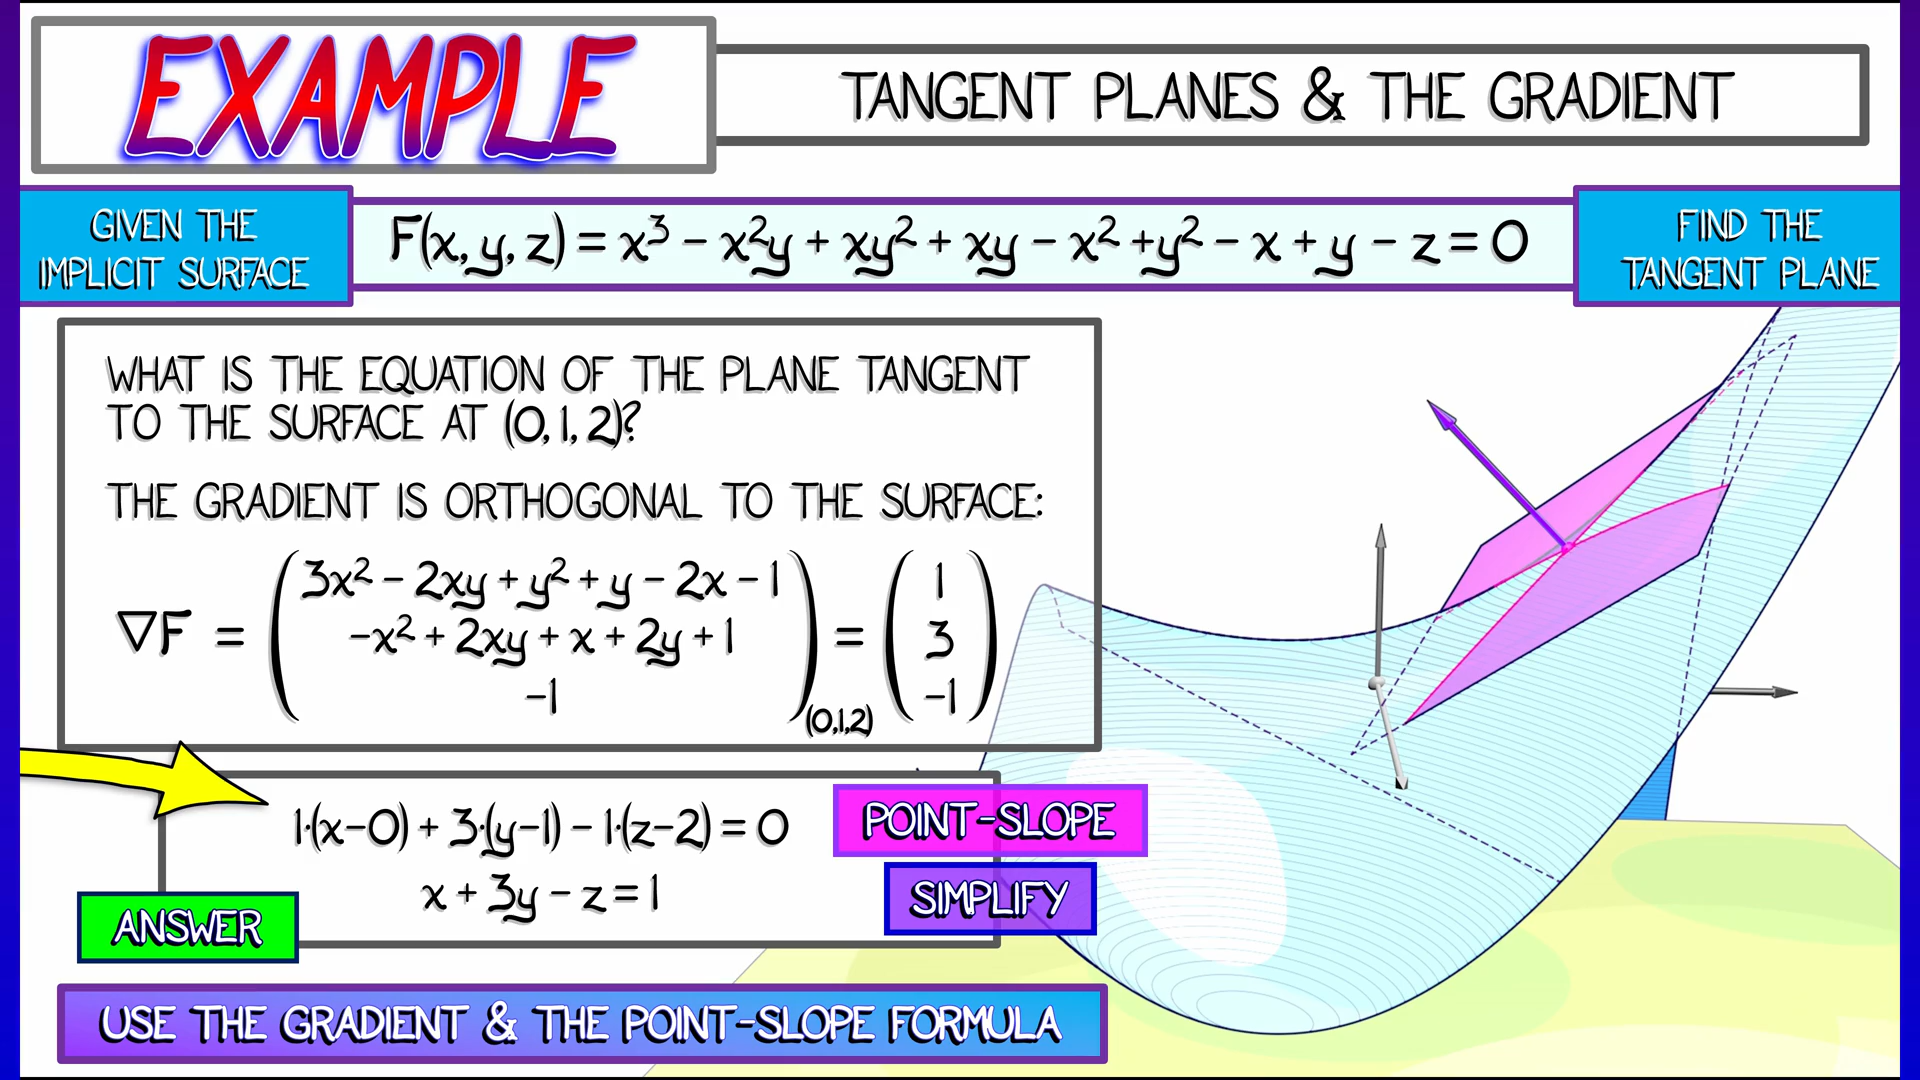 EXAMPLE
TANGENT PLANES & THE GRADIENT
GIVEN THE
IMPLICIT SURFACE
F(x, y, z) = x³ - x²y + xy² + xy - x² + y² - x + y - z = 0
FIND THE
TANGENT PLANE
WHAT IS THE EQUATION OF THE PLANE TANGENT
TO THE SURFACE AT (0, 1, 2)?
THE GRADIENT IS ORTHOGONAL TO THE SURFACE:
3x² - 2xy + y² + y - 2x - 1
1
∇F = -x² + 2xy + x + 2y + 1 = 3
-1
-1
(0,1,2)
1·(x-0) + 3·(y-1) - 1·(z-2) = 0
POINT-SLOPE
x + 3y - z = 1
SIMPLIFY
ANSWER
USE THE GRADIENT & THE POINT-SLOPE FORMULA